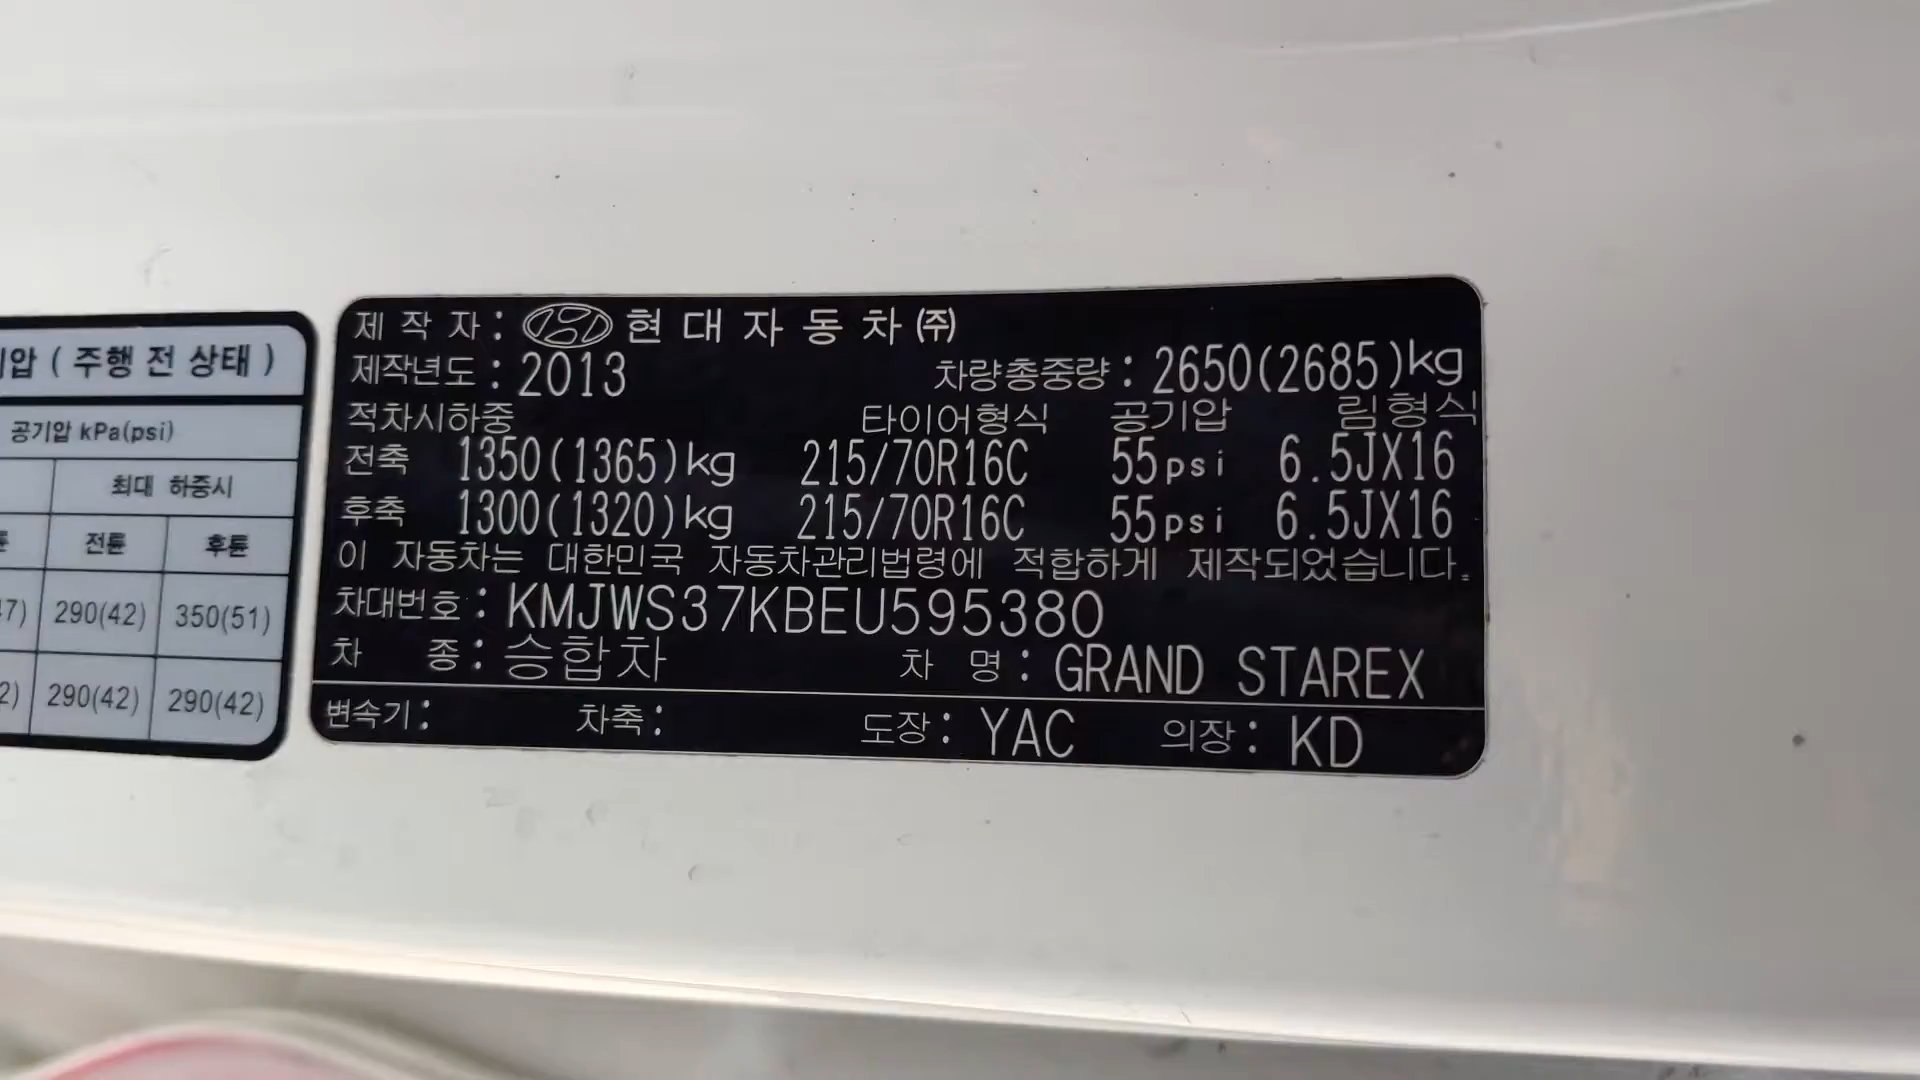 압 ( 주행 전 상태 )
공기압 kPa(psi)
최대 하중시
전륜 후륜
290(42) 350(51)
290(42) 290(42)
제 작 자 : 현 대 자 동 차 ㈜
제작년도 : 2013 차량총중량 : 2650(2685)kg
적차시하중 타이어형식 공기압 림형식
전축 1350(1365)kg 215/70R16C 55psi 6.5JX16
후축 1300(1320)kg 215/70R16C 55psi 6.5JX16
이 자동차는 대한민국 자동차관리법령에 적합하게 제작되었습니다.
차대번호 : KMJWS37KBEU595380
차 종 : 승합차 차 명 : GRAND STAREX
변속기 : 차축 : 도장 : YAC 의장 : KD